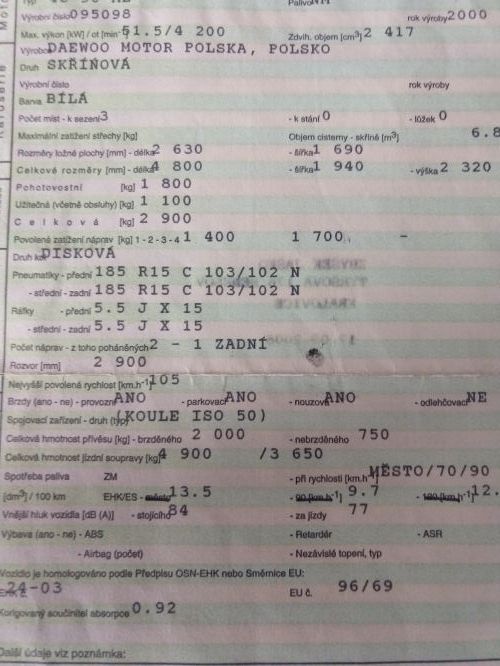 Výrobní číslo 095098 rok výroby 2000
Max. výkon [kW] / ot [min⁻¹] 51.5/4 200 Zdvih. objem [cm³] 2 417
Výrobce DAEWOO MOTOR POLSKA, POLSKO
Druh SKŘÍŇOVÁ
Výrobní číslo rok výroby
Barva BÍLÁ
Počet míst - k sezení 3 - k stání 0 - lůžek 0
Maximální zatížení střechy [kg] Objem cisterny - skříně [m³] 6.8
Rozměry ložné plochy [mm] - délka 2 630 - šířka 1 690
Celkové rozměry [mm] - délka 4 800 - šířka 1 940 - výška 2 320
Pohotovostní [kg] 1 800
Užitečná (včetně obsluhy) [kg] 1 100
Celková [kg] 2 900
Povolené zatížení náprav [kg] 1 - 2 - 3 - 4 1 400 1 700 -
Druh kol DISKOVÁ
Pneumatiky - přední 185 R15 C 103/102 N
- střední - zadní 185 R15 C 103/102 N
Ráfky - přední 5.5 J X 15
- střední - zadní 5.5 J X 15
Počet náprav - z toho poháněných 2 - 1 ZADNÍ
Rozvor [mm] 2 900
Nejvyšší povolená rychlost [km.h⁻¹] 105
Brzdy (ano - ne) - provozní ANO - parkovací ANO - nouzová ANO - odlehčovací NE
Spojovací zařízení - druh (typ) (KOULE ISO 50)
Celková hmotnost přívěsu [kg] - brzděného 2 000 - nebrzděného 750
Celková hmotnost jízdní soupravy [kg] 4 900 /3 650
Spotřeba paliva ZM - při rychlosti [km.h⁻¹] MĚSTO/70/90
[dm³] / 100 km EHK/ES - město 13.5 - 90 [km.h⁻¹] 9.7 - 120 [km.h⁻¹] 12.
Vnější hluk vozidla [dB (A)] - stojícího 84 - za jízdy 77
Výbava (ano - ne) - ABS - Retardér - ASR
- Airbag (počet) - Nezávislé topení, typ
Vozidlo je homologováno podle Předpisu OSN-EHK nebo Směrnice EU:
EHK č. 24-03 EU č. 96/69
Korigovaný součinitel absorpce 0.92
Další údaje viz poznámka: